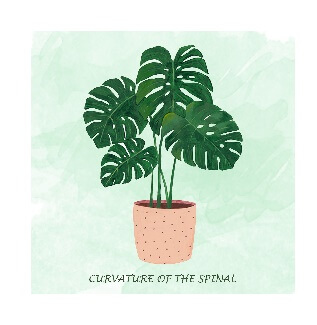 CURVATURE OF THE SPINAL